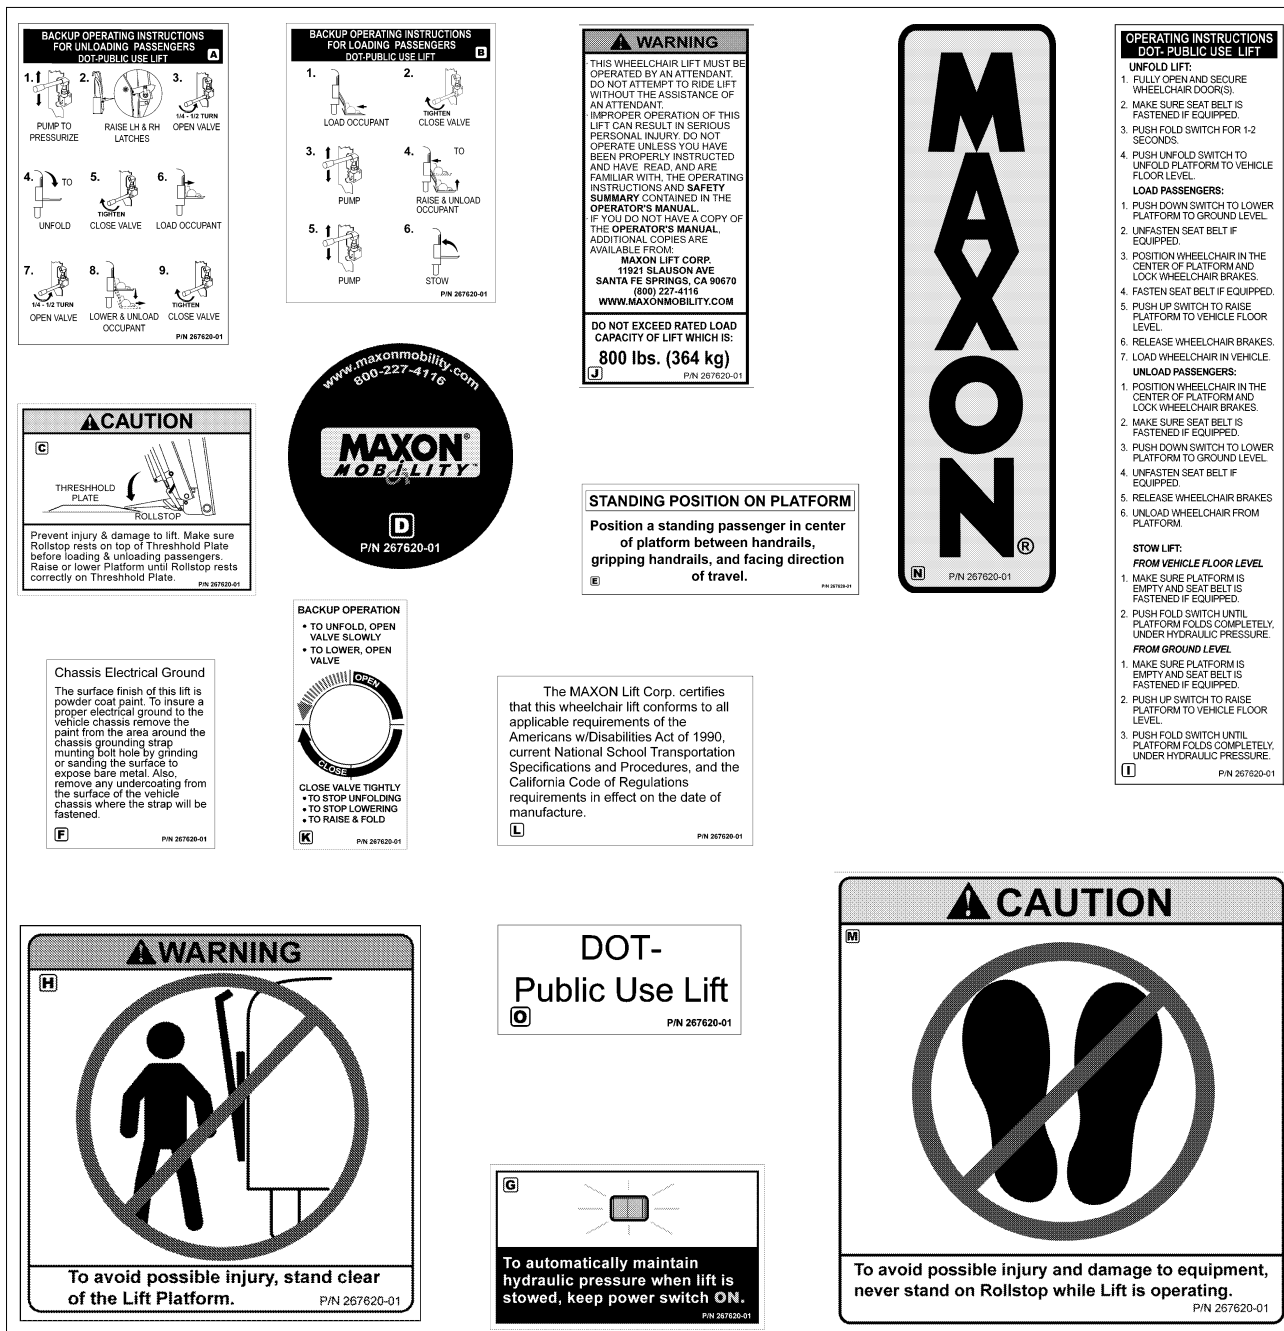 BACKUP OPERATING INSTRUCTIONS
FOR UNLOADING PASSENGERS
DOT-PUBLIC USE LIFT
A
1.
2.
3.
1/4 - 1/2 TURN
PUMP TO
PRESSURIZE
RAISE LH & RH
LATCHES
OPEN VALVE
4.
TO
5.
6.
TIGHTEN
UNFOLD
CLOSE VALVE
LOAD OCCUPANT
7.
8.
9.
1/4 - 1/2 TURN
TIGHTEN
OPEN VALVE
LOWER & UNLOAD
OCCUPANT
CLOSE VALVE
P/N 267620-01
BACKUP OPERATING INSTRUCTIONS
FOR LOADING PASSENGERS
DOT-PUBLIC USE LIFT
B
1.
2.
TIGHTEN
LOAD OCCUPANT
CLOSE VALVE
3.
4.
TO
PUMP
RAISE & UNLOAD
OCCUPANT
5.
6.
PUMP
STOW
P/N 267620-01
WARNING
· THIS WHEELCHAIR LIFT MUST BE
OPERATED BY AN ATTENDANT.
DO NOT ATTEMPT TO RIDE LIFT
WITHOUT THE ASSISTANCE OF
AN ATTENDANT.
· IMPROPER OPERATION OF THIS
LIFT CAN RESULT IN SERIOUS
PERSONAL INJURY. DO NOT
OPERATE UNLESS YOU HAVE
BEEN PROPERLY INSTRUCTED
AND HAVE READ, AND ARE
FAMILIAR WITH, THE OPERATING
INSTRUCTIONS AND SAFETY
SUMMARY CONTAINED IN THE
OPERATOR'S MANUAL.
· IF YOU DO NOT HAVE A COPY OF
THE OPERATOR'S MANUAL,
ADDITIONAL COPIES ARE
AVAILABLE FROM:
MAXON LIFT CORP.
11921 SLAUSON AVE
SANTA FE SPRINGS, CA 90670
(800) 227-4116
WWW.MAXONMOBILITY.COM
DO NOT EXCEED RATED LOAD
CAPACITY OF LIFT WHICH IS:
800 lbs. (364 kg)
J
P/N 267620-01
MAXON®
N
P/N 267620-01
OPERATING INSTRUCTIONS
DOT- PUBLIC USE LIFT
UNFOLD LIFT:
1. FULLY OPEN AND SECURE
WHEELCHAIR DOOR(S).
2. MAKE SURE SEAT BELT IS
FASTENED IF EQUIPPED.
3. PUSH FOLD SWITCH FOR 1-2
SECONDS.
4. PUSH UNFOLD SWITCH TO
UNFOLD PLATFORM TO VEHICLE
FLOOR LEVEL.
LOAD PASSENGERS:
1. PUSH DOWN SWITCH TO LOWER
PLATFORM TO GROUND LEVEL.
2. UNFASTEN SEAT BELT IF
EQUIPPED.
3. POSITION WHEELCHAIR IN THE
CENTER OF PLATFORM AND
LOCK WHEELCHAIR BRAKES.
4. FASTEN SEAT BELT IF EQUIPPED.
5. PUSH UP SWITCH TO RAISE
PLATFORM TO VEHICLE FLOOR
LEVEL.
6. RELEASE WHEELCHAIR BRAKES.
7. LOAD WHEELCHAIR IN VEHICLE.
UNLOAD PASSENGERS:
1. POSITION WHEELCHAIR IN THE
CENTER OF PLATFORM AND
LOCK WHEELCHAIR BRAKES.
2. MAKE SURE SEAT BELT IS
FASTENED IF EQUIPPED.
3. PUSH DOWN SWITCH TO LOWER
PLATFORM TO GROUND LEVEL.
4. UNFASTEN SEAT BELT IF
EQUIPPED.
5. RELEASE WHEELCHAIR BRAKES
6. UNLOAD WHEELCHAIR FROM
PLATFORM.
STOW LIFT:
FROM VEHICLE FLOOR LEVEL
1. MAKE SURE PLATFORM IS
EMPTY AND SEAT BELT IS
FASTENED IF EQUIPPED.
2. PUSH FOLD SWITCH UNTIL
PLATFORM FOLDS COMPLETELY,
UNDER HYDRAULIC PRESSURE.
FROM GROUND LEVEL
1. MAKE SURE PLATFORM IS
EMPTY AND SEAT BELT IS
FASTENED IF EQUIPPED.
2. PUSH UP SWITCH TO RAISE
PLATFORM TO VEHICLE FLOOR
LEVEL.
3. PUSH FOLD SWITCH UNTIL
PLATFORM FOLDS COMPLETELY,
UNDER HYDRAULIC PRESSURE.
I
P/N 267620-01
CAUTION
C
THRESHHOLD
PLATE
ROLLSTOP
Prevent injury & damage to lift. Make sure
Rollstop rests on top of Threshhold Plate
before loading & unloading passengers.
Raise or lower Platform until Rollstop rests
correctly on Threshhold Plate.
P/N 267620-01
www.maxonmobility.com
800-227-4116
MAXON®
MOBILITY™
D
P/N 267620-01
STANDING POSITION ON PLATFORM
Position a standing passenger in center
of platform between handrails,
gripping handrails, and facing direction
of travel.
E
P/N 267620-01
Chassis Electrical Ground
The surface finish of this lift is
powder coat paint. To insure a
proper electrical ground to the
vehicle chassis remove the
paint from the area around the
chassis grounding strap
munting bolt hole by grinding
or sanding the surface to
expose bare metal. Also,
remove any undercoating from
the surface of the vehicle
chassis where the strap will be
fastened.
F
P/N 267620-01
BACKUP OPERATION
• TO UNFOLD, OPEN
VALVE SLOWLY
• TO LOWER, OPEN
VALVE
OPEN
CLOSE
CLOSE VALVE TIGHTLY
• TO STOP UNFOLDING
• TO STOP LOWERING
• TO RAISE & FOLD
K
P/N 267620-01
The MAXON Lift Corp. certifies
that this wheelchair lift conforms to all
applicable requirements of the
Americans w/Disabilities Act of 1990,
current National School Transportation
Specifications and Procedures, and the
California Code of Regulations
requirements in effect on the date of
manufacture.
L
P/N 267620-01
WARNING
H
To avoid possible injury, stand clear
of the Lift Platform.
P/N 267620-01
DOT-
Public Use Lift
O
P/N 267620-01
G
To automatically maintain
hydraulic pressure when lift is
stowed, keep power switch ON.
P/N 267620-01
CAUTION
M
To avoid possible injury and damage to equipment,
never stand on Rollstop while Lift is operating.
P/N 267620-01